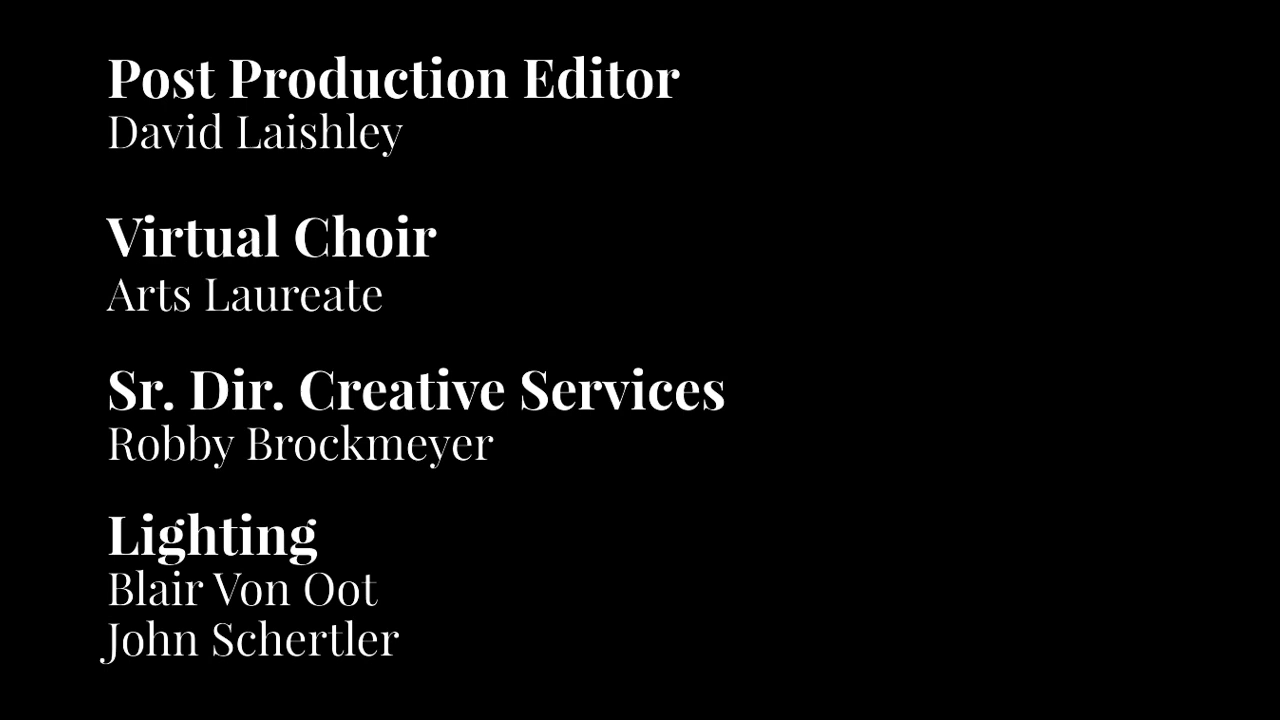 Post Production Editor
David Laishley
Virtual Choir
Arts Laureate
Sr. Dir. Creative Services
Robby Brockmeyer
Lighting
Blair Von Oot
John Schertler